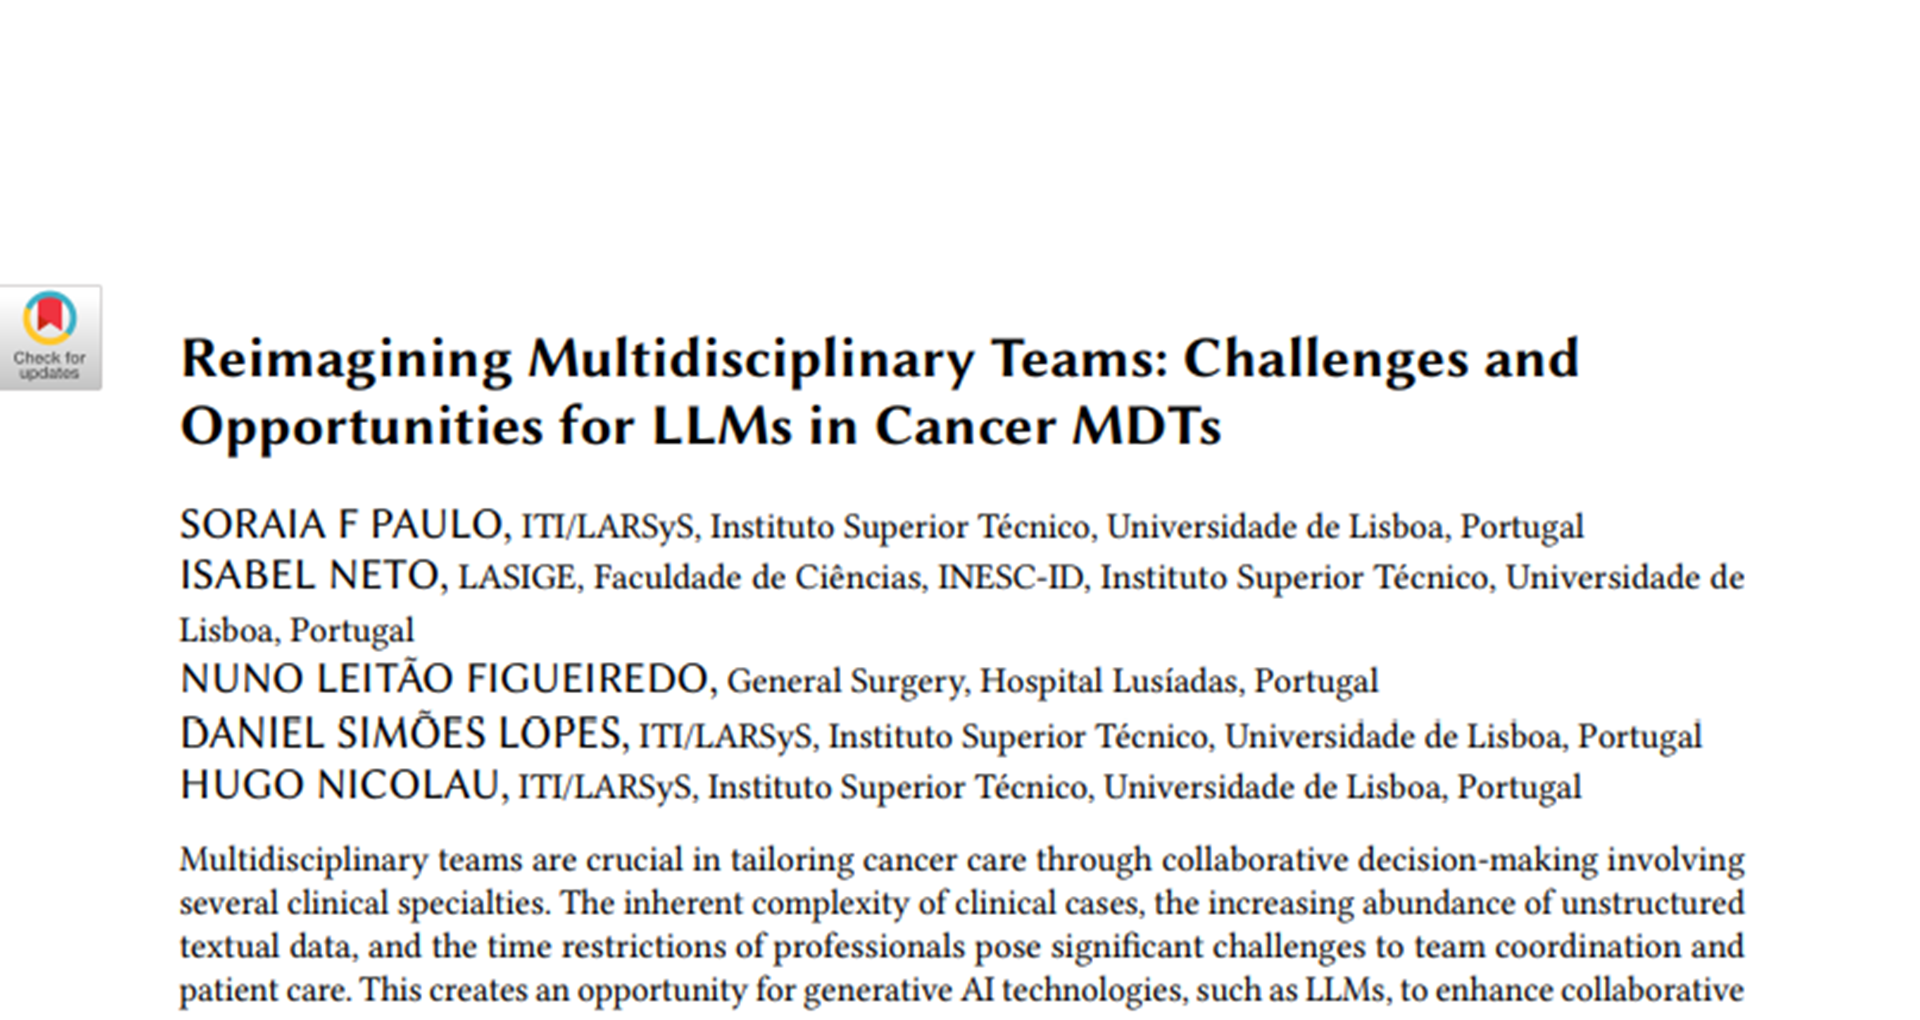 Check for
updates
Reimagining Multidisciplinary Teams: Challenges and
Opportunities for LLMs in Cancer MDTs
SORAIA F PAULO, ITI/LARSyS, Instituto Superior Técnico, Universidade de Lisboa, Portugal
ISABEL NETO, LASIGE, Faculdade de Ciências, INESC-ID, Instituto Superior Técnico, Universidade de
Lisboa, Portugal
NUNO LEITÃO FIGUEIREDO, General Surgery, Hospital Lusíadas, Portugal
DANIEL SIMÕES LOPES, ITI/LARSyS, Instituto Superior Técnico, Universidade de Lisboa, Portugal
HUGO NICOLAU, ITI/LARSyS, Instituto Superior Técnico, Universidade de Lisboa, Portugal
Multidisciplinary teams are crucial in tailoring cancer care through collaborative decision-making involving
several clinical specialties. The inherent complexity of clinical cases, the increasing abundance of unstructured
textual data, and the time restrictions of professionals pose significant challenges to team coordination and
patient care. This creates an opportunity for generative AI technologies, such as LLMs, to enhance collaborative